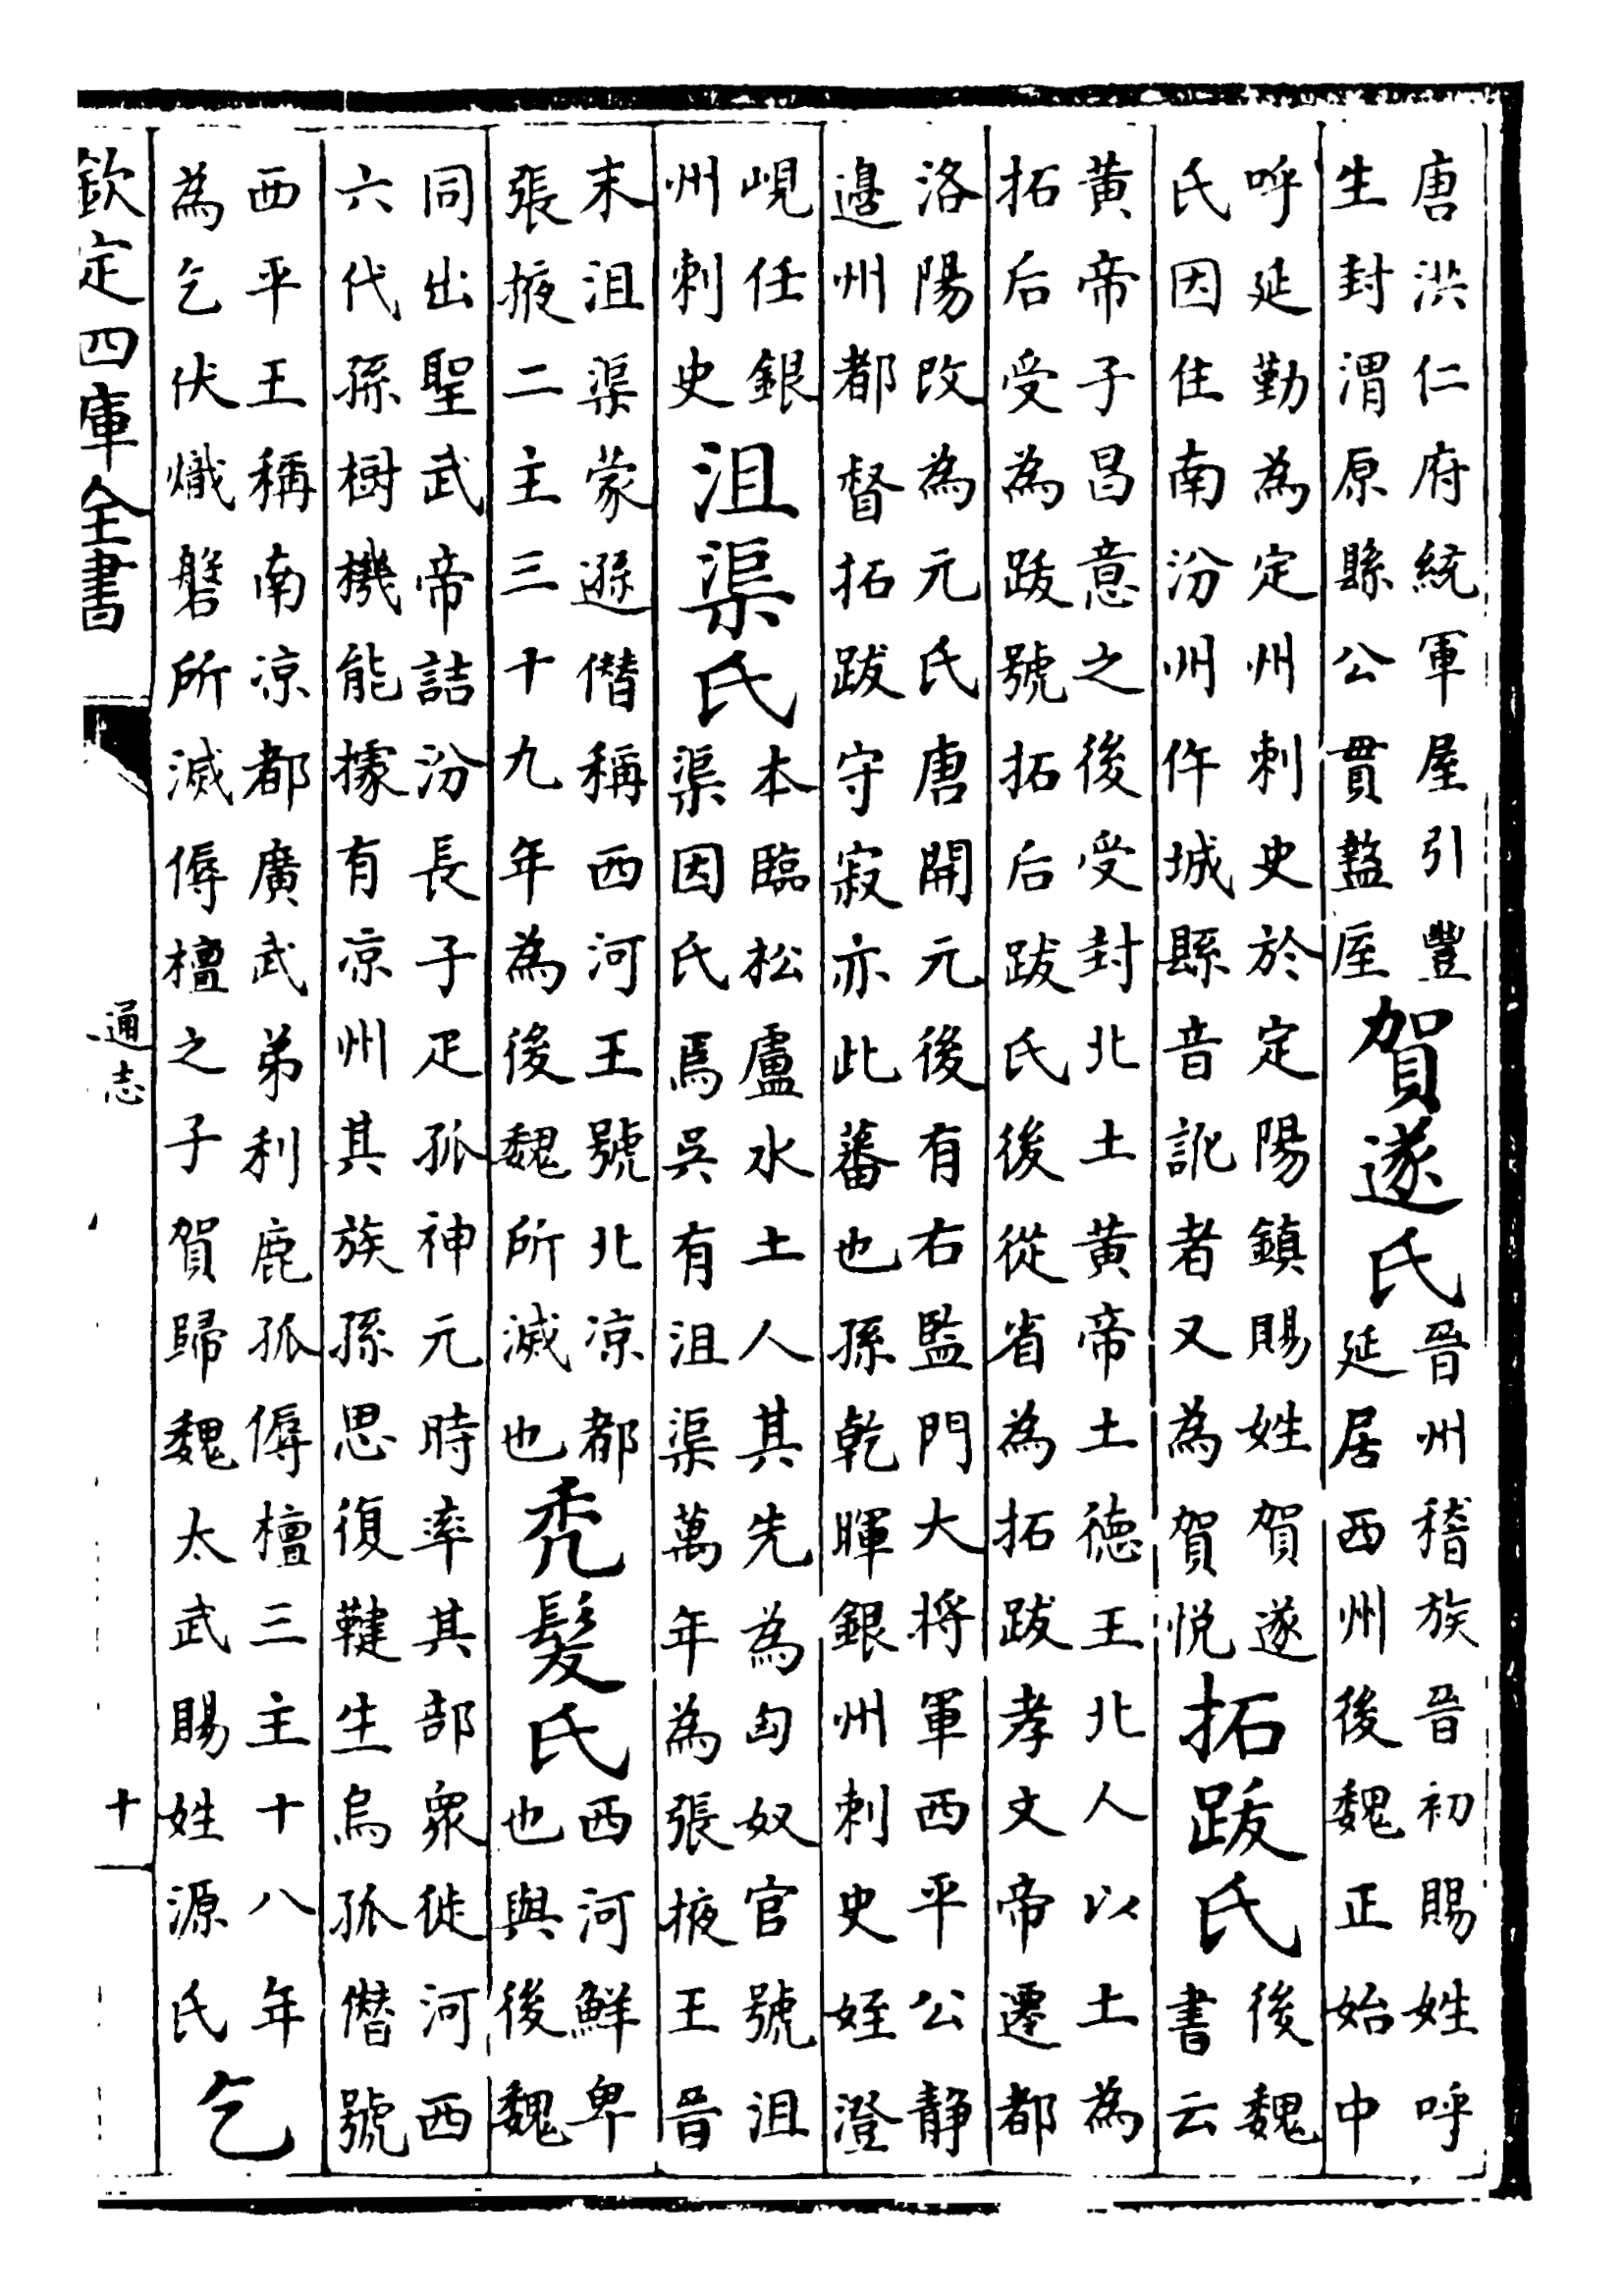 唐洪仁府統軍屋引豐
生封渭原縣公貫盩厔
賀遂氏
晉州稽族晉初賜姓呼
延居西州後魏正始中
呼延勤為定州刺史於定陽鎮賜姓賀遂
氏因住南汾州仵城縣音訛者又為賀悦
拓跋氏
後魏
書云
黄帝子昌意之後受封北土黄帝土德王北人以土為
拓后受為跋號拓后跋氏後從省為拓跋孝文帝遷都
洛陽改為元氏唐開元後有右監門大將軍西平公静
邉州都督拓跋守寂亦此蕃也孫乾暉銀州刺史姪澄
峴任銀
州刺史
沮渠氏
本臨松盧水土人其先為匈奴官號沮
渠因氏焉吳有沮渠萬年為張掖王晉
末沮渠蒙遜僭稱西河王號北凉都
張掖二主三十九年為後魏所滅也
禿髮氏
西河鮮卑
也與後魏
同出聖武帝詰汾長子疋孤神元時率其部衆徙河西
六代孫樹機能據有凉州其族孫思復鞬生烏孤僭號
西平王稱南凉都廣武弟利鹿孤傉檀三主十八年
為乞伏熾磐所滅傉檀之子賀歸魏太武賜姓源氏
乞
欽定四庫全書
通志
十